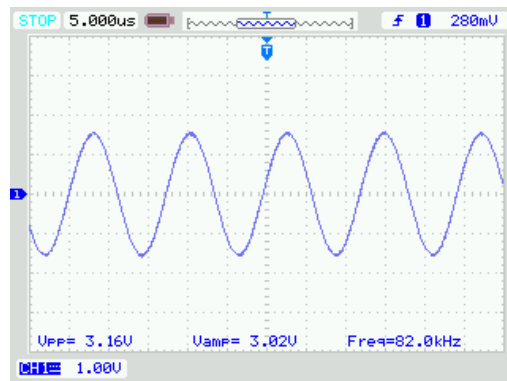 STOP 5.000us T 1 280mV
T
1
Vpp= 3.16V Vamp= 3.02V Freq=82.0kHz
CH1 1.00V